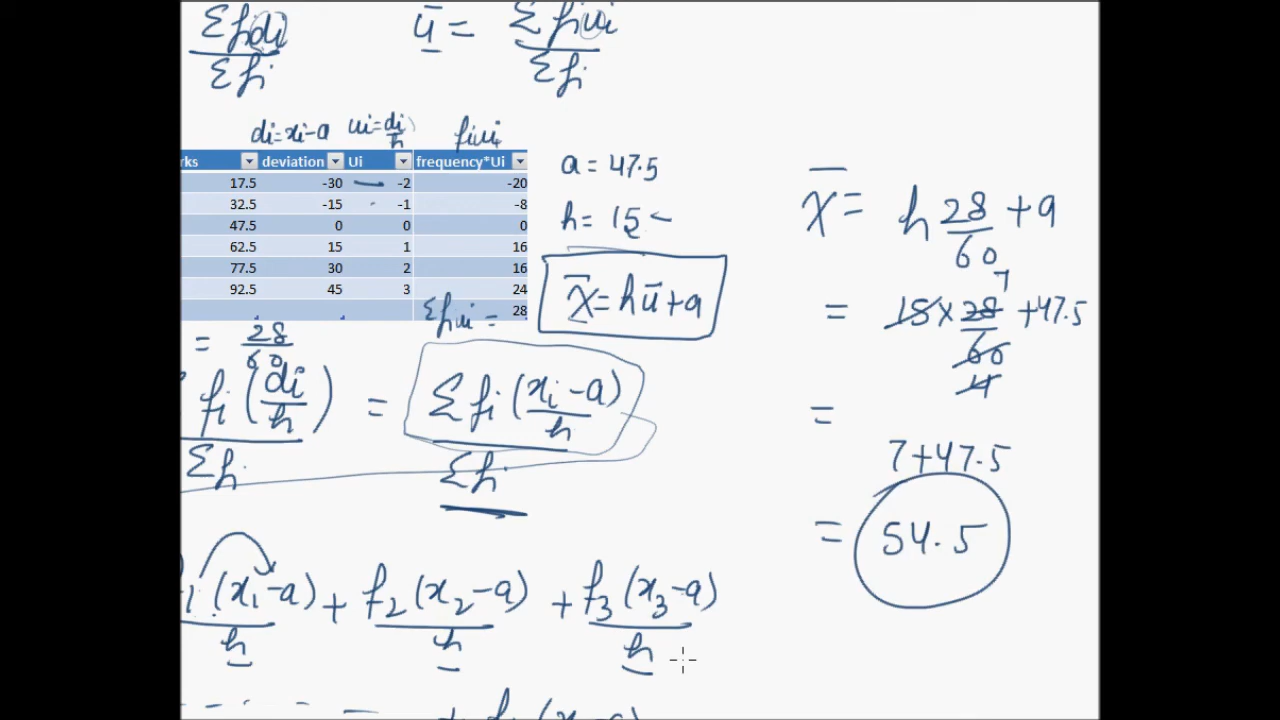 Σfidi ū = Σfiui
Σfi Σfi
di=xi-a ui=di/h fiui
rks deviation Ui frequency*Ui
17.5 -30 -2 -20
32.5 -15 -1 -8
47.5 0 0 0
62.5 15 1 16
77.5 30 2 16
92.5 45 3 24
Σfiui = 28
a = 47.5
h = 15
x̄ = hū+a
= 28/60
fi (di/h) = Σfi (xi-a)/h
Σfi Σfi
1 (x1-a) + f2 (x2-a) + f3 (x3-a)
h h h
x̄ = h 28/60 + a
= 15 × 28/60 + 47.5
7
4
=
7+47.5
= 54.5